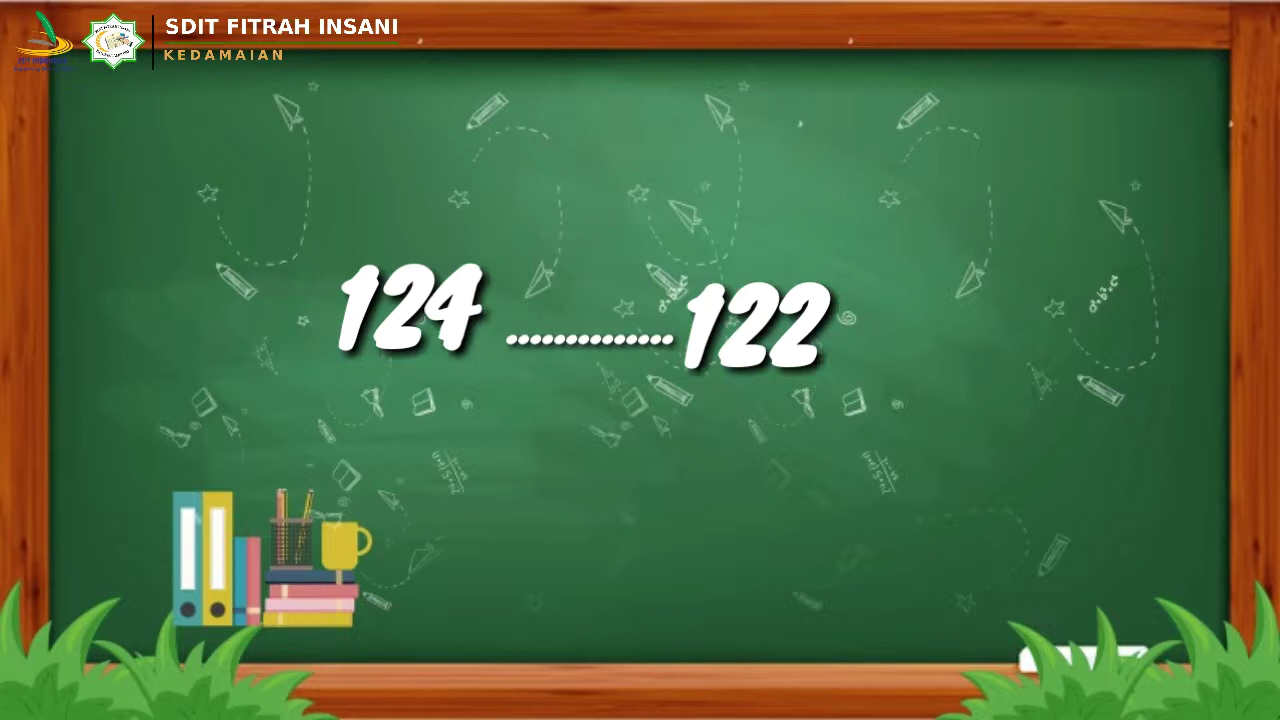 SDIT FITRAH INSANI
KEDAMAIAN
124 .............. 122